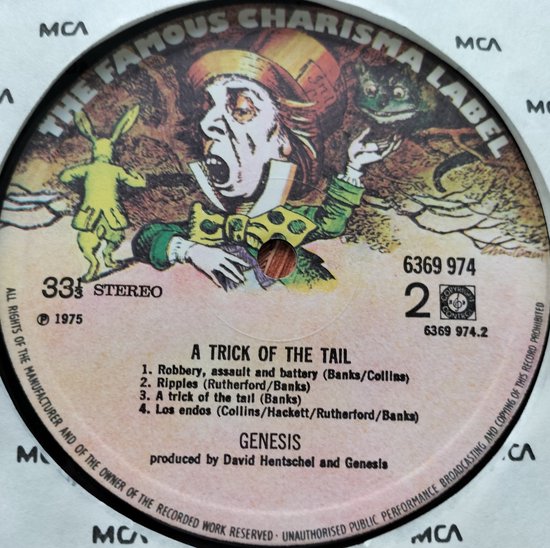 MCA
MCA
MCA
THE FAMOUS CHARISMA LABEL
33⅓ STEREO
6369 974
2
COPYRIGHT CONTROL
℗ 1975
6369 974.2
A TRICK OF THE TAIL
1. Robbery, assault and battery (Banks/Collins)
2. Ripples (Rutherford/Banks)
3. A trick of the tail (Banks)
4. Los endos (Collins/Hackett/Rutherford/Banks)
GENESIS
produced by David Hentschel and Genesis
ALL RIGHTS OF THE MANUFACTURER AND OF THE OWNER OF THE RECORDED WORK RESERVED · UNAUTHORISED PUBLIC PERFORMANCE BROADCASTING AND COPYING OF THIS RECORD PROHIBITED
CA
MCA
MCA